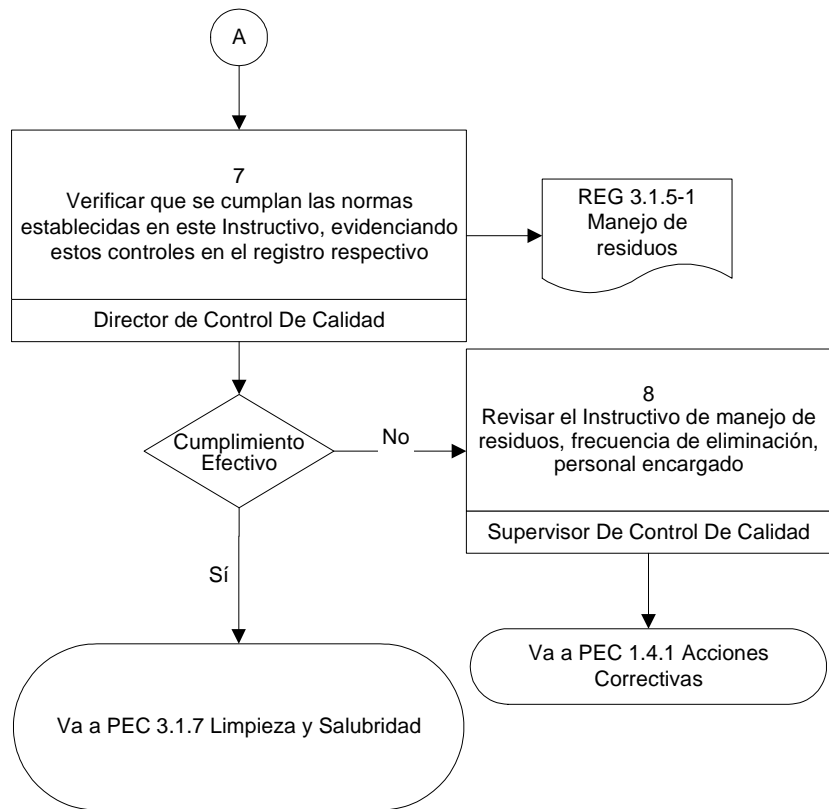 A
7
Verificar que se cumplan las normas
establecidas en este Instructivo, evidenciando
estos controles en el registro respectivo
Director de Control De Calidad
REG 3.1.5-1
Manejo de
residuos
Cumplimiento
Efectivo
No
8
Revisar el Instructivo de manejo de
residuos, frecuencia de eliminación,
personal encargado
Supervisor De Control De Calidad
Sí
Va a PEC 1.4.1 Acciones
Correctivas
Va a PEC 3.1.7 Limpieza y Salubridad